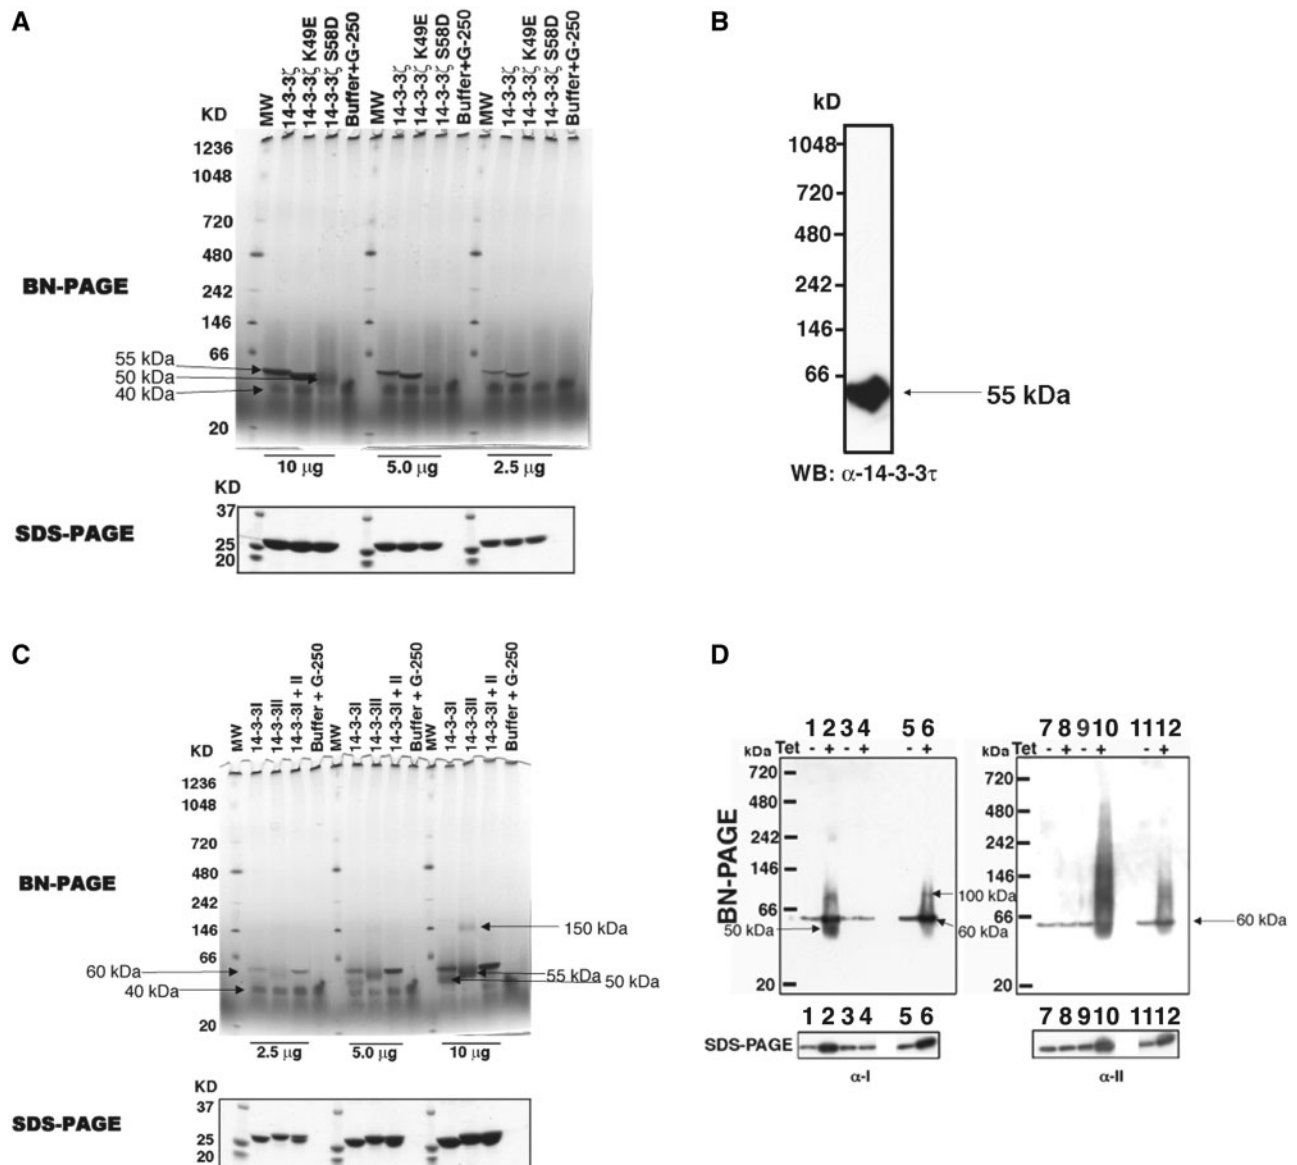 A
KD
MW
14-3-3ζ
14-3-3ζ K49E
14-3-3ζ S58D
Buffer+G-250
MW
14-3-3ζ
14-3-3ζ K49E
14-3-3ζ S58D
Buffer+G-250
MW
14-3-3ζ
14-3-3ζ K49E
14-3-3ζ S58D
Buffer+G-250
1236
1048
720
480
BN-PAGE
242
146
66
55 kDa
50 kDa
40 kDa
20
10 μg 5.0 μg 2.5 μg
KD
37
SDS-PAGE
25
20
B
kD
1048
720
480
242
146
66
55 kDa
WB: α-14-3-3τ
C
KD
MW
14-3-3I
14-3-3II
14-3-3I + II
Buffer + G-250
MW
14-3-3I
14-3-3II
14-3-3I + II
Buffer + G-250
MW
14-3-3I
14-3-3II
14-3-3I + II
Buffer + G-250
1236
1048
720
480
BN-PAGE
242
146
150 kDa
66
60 kDa
55 kDa
50 kDa
40 kDa
20
2.5 μg 5.0 μg 10 μg
KD
37
SDS-PAGE
25
20
D
1 2 3 4 5 6
kDa Tet - + - + - +
720
480
242
146
100 kDa
66
60 kDa
50 kDa
20
BN-PAGE
7 8 9 10 11 12
kDa Tet - + - + - +
720
480
242
146
66
60 kDa
20
1 2 3 4 5 6
7 8 9 10 11 12
SDS-PAGE
α-I
α-II